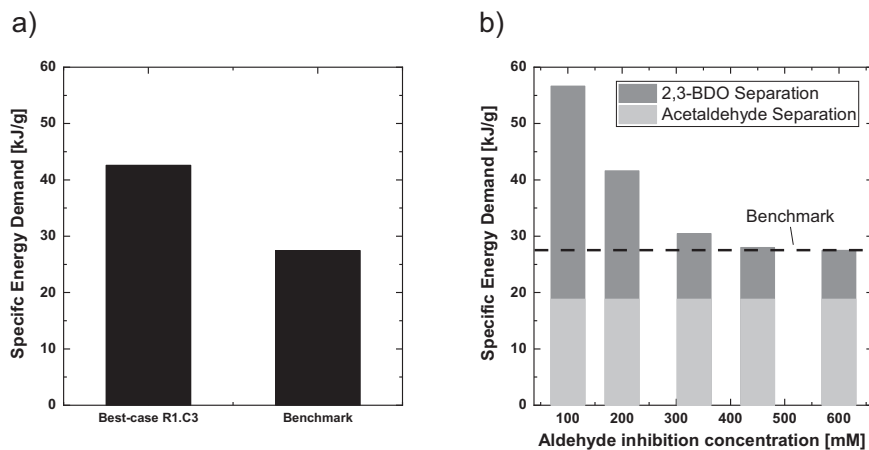 a)
60
50
40
30
20
10
0
Specifc Energy Demand [kJ/g]
Best-case R1.C3
Benchmark
b)
60
50
40
30
20
10
0
Specific Energy Demand [kJ/g]
2,3-BDO Separation
Acetaldehyde Separation
Benchmark
100 200 300 400 500 600
Aldehyde inhibition concentration [mM]